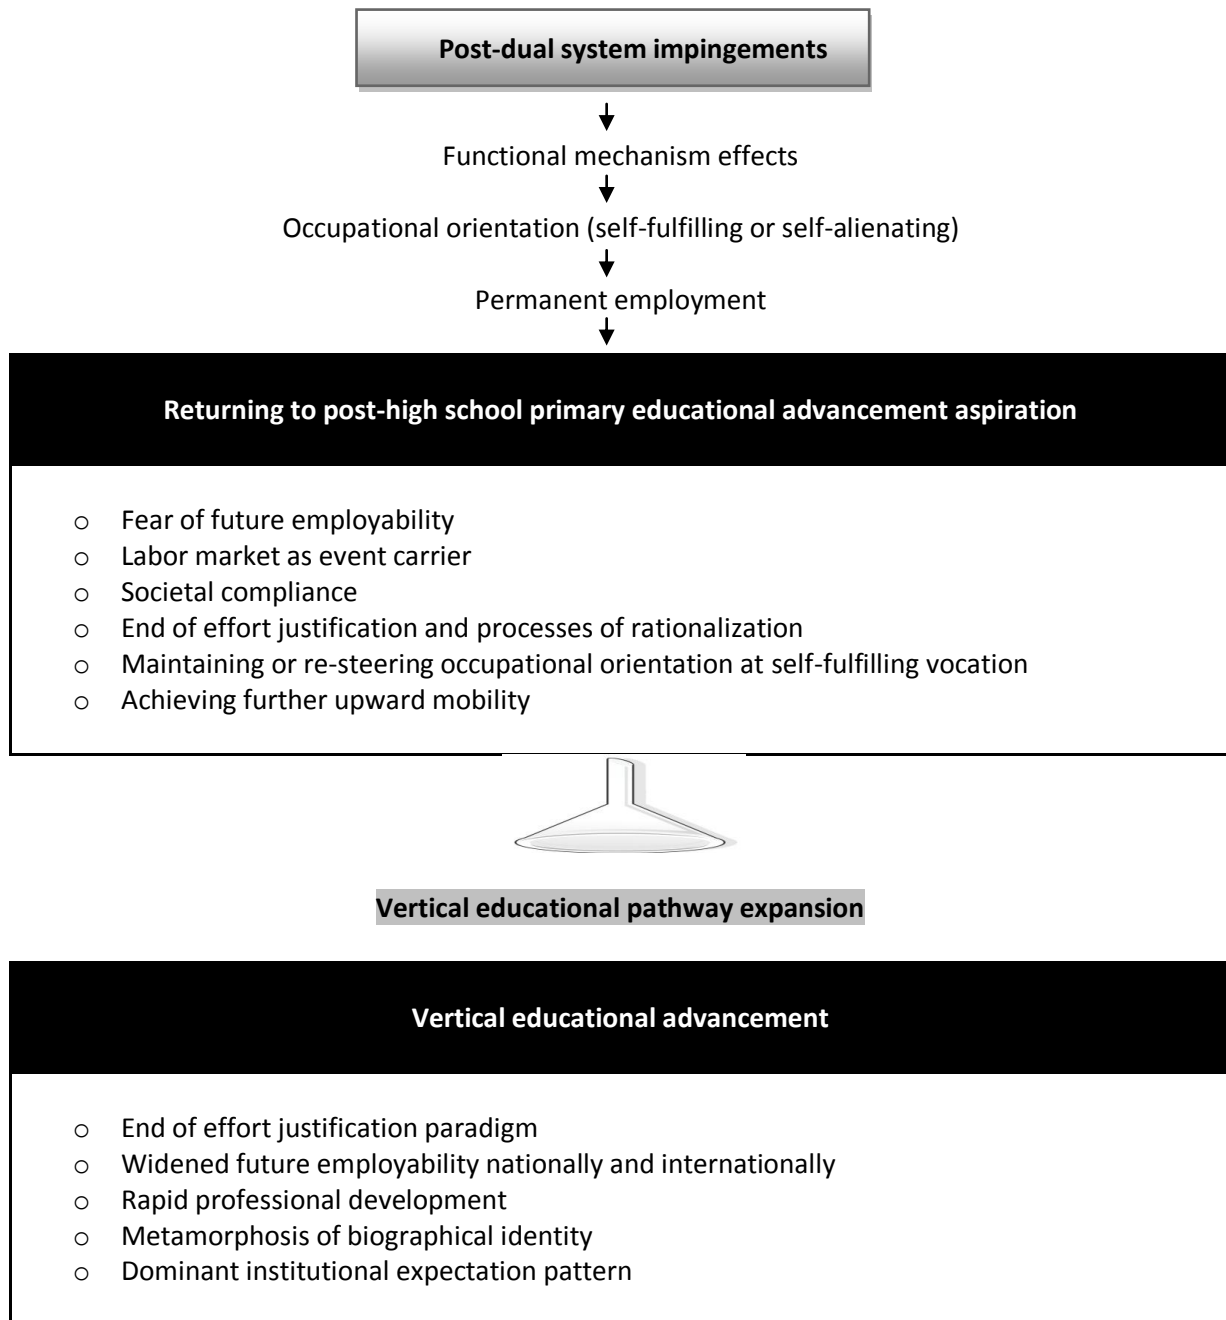 Post-dual system impingements
Functional mechanism effects
Occupational orientation (self-fulfilling or self-alienating)
Permanent employment
Returning to post-high school primary educational advancement aspiration
o Fear of future employability
o Labor market as event carrier
o Societal compliance
o End of effort justification and processes of rationalization
o Maintaining or re-steering occupational orientation at self-fulfilling vocation
o Achieving further upward mobility
Vertical educational pathway expansion
Vertical educational advancement
o End of effort justification paradigm
o Widened future employability nationally and internationally
o Rapid professional development
o Metamorphosis of biographical identity
o Dominant institutional expectation pattern